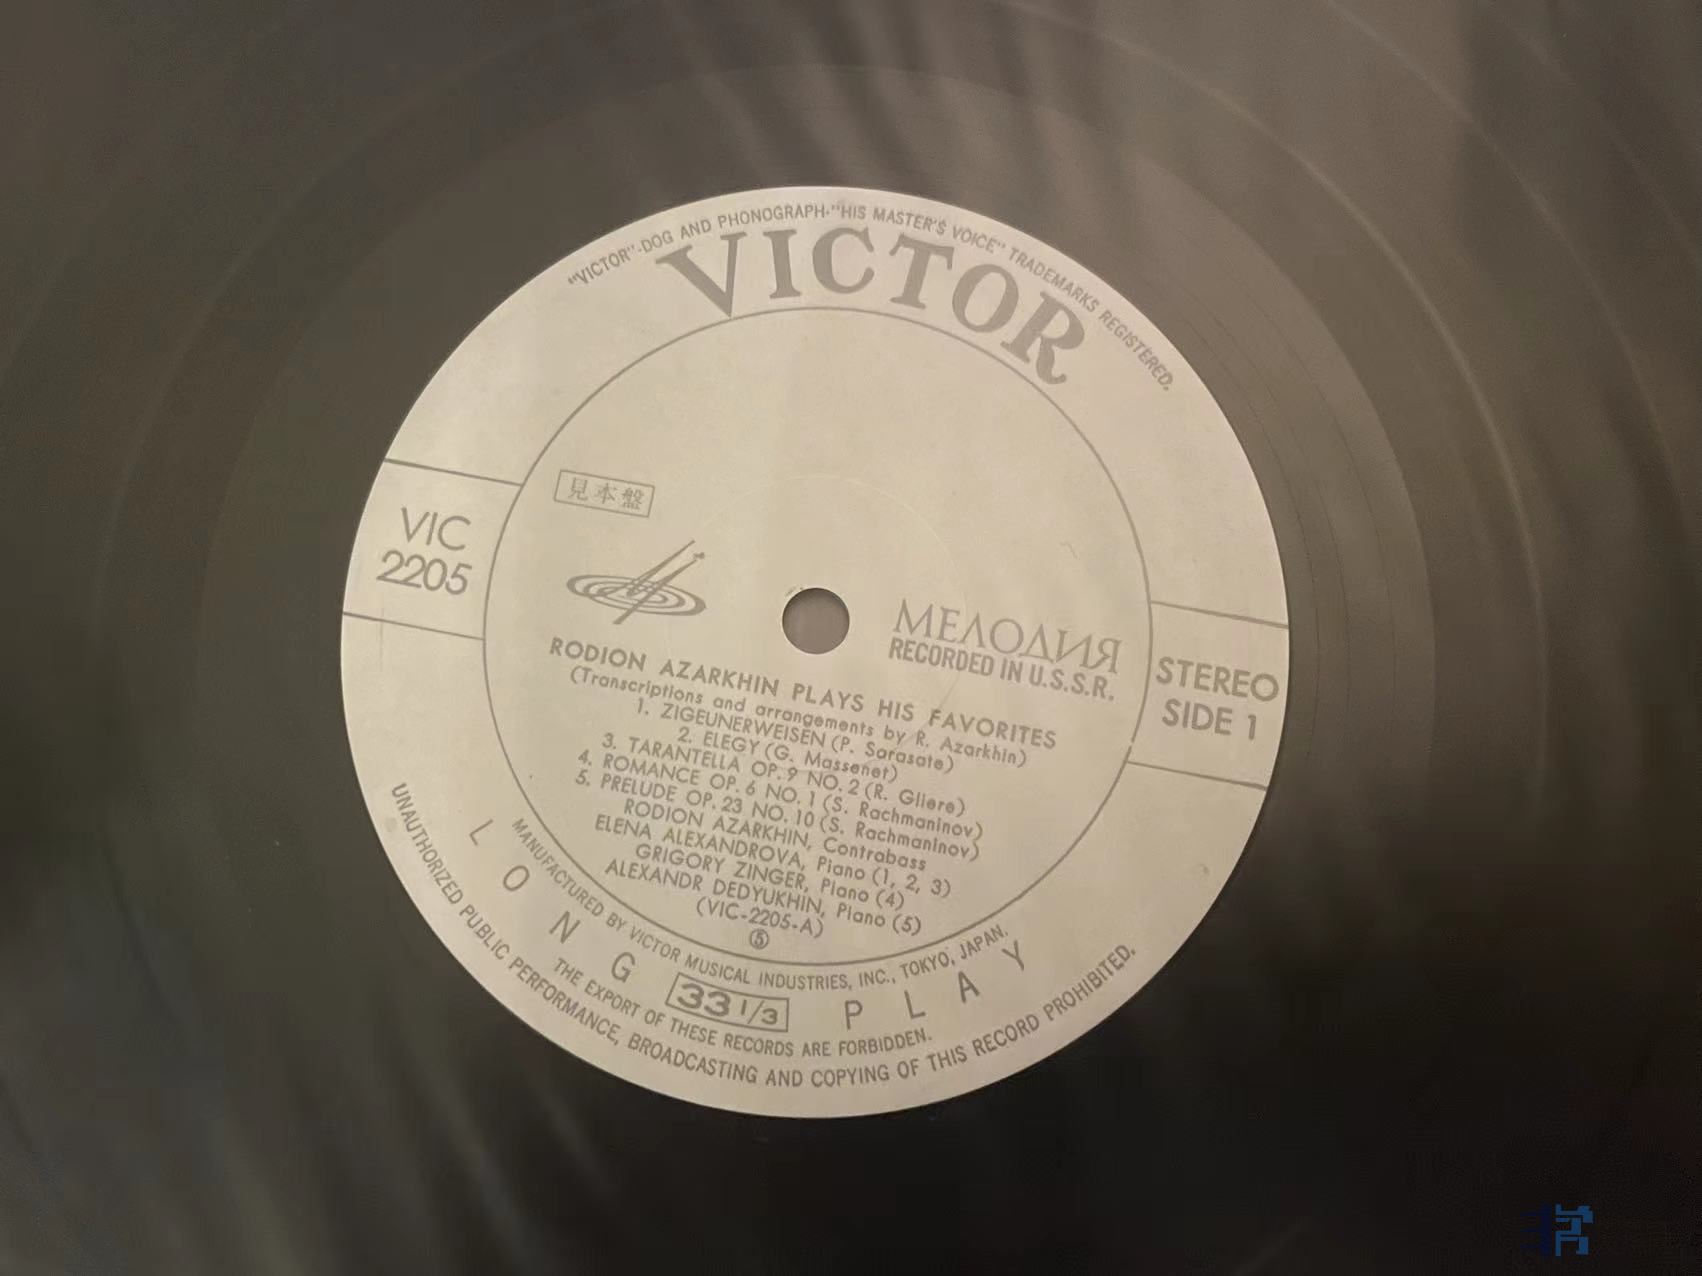 "VICTOR"-DOG AND PHONOGRAPH-"HIS MASTER'S VOICE" TRADEMARKS REGISTERED.
VICTOR
見本盤
VIC
2205
МЕЛОДИЯ
RECORDED IN U.S.S.R.
STEREO
SIDE 1
RODION AZARKHIN PLAYS HIS FAVORITES
(Transcriptions and arrangements by R. Azarkhin)
1. ZIGEUNERWEISEN (P. Sarasate)
2. ELEGY (G. Massenet)
3. TARANTELLA OP. 9 NO. 2 (R. Gliere)
4. ROMANCE OP. 6 NO. 1 (S. Rachmaninov)
5. PRELUDE OP. 23 NO. 10 (S. Rachmaninov)
RODION AZARKHIN, Contrabass
ELENA ALEXANDROVA, Piano (1, 2, 3)
GRIGORY ZINGER, Piano (4)
ALEXANDR DEDYUKHIN, Piano (5)
(VIC-2205-A)
⑤
MANUFACTURED BY VICTOR MUSICAL INDUSTRIES, INC., TOKYO, JAPAN.
LONG 33 1/3 PLAY
THE EXPORT OF THESE RECORDS ARE FORBIDDEN.
UNAUTHORIZED PUBLIC PERFORMANCE, BROADCASTING AND COPYING OF THIS RECORD PROHIBITED.